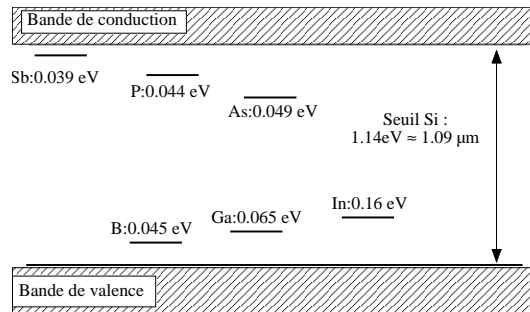 Bande de conduction
Sb:0.039 eV
P:0.044 eV
As:0.049 eV
Seuil Si :
1.14eV ≈ 1.09 μm
In:0.16 eV
Ga:0.065 eV
B:0.045 eV
Bande de valence